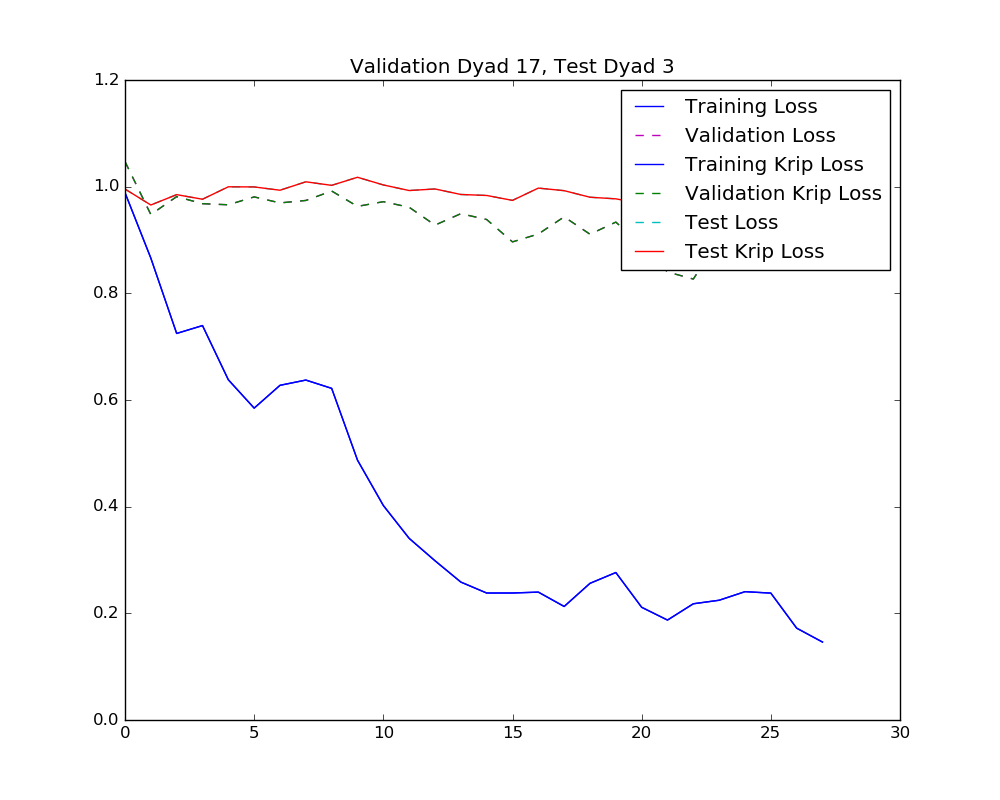 Validation Dyad 17, Test Dyad 3
1.2
1.0
0.8
0.6
0.4
0.2
0.0
Training Loss
Validation Loss
Training Krip Loss
Validation Krip Loss
Test Loss
Test Krip Loss
0 5 10 15 20 25 30